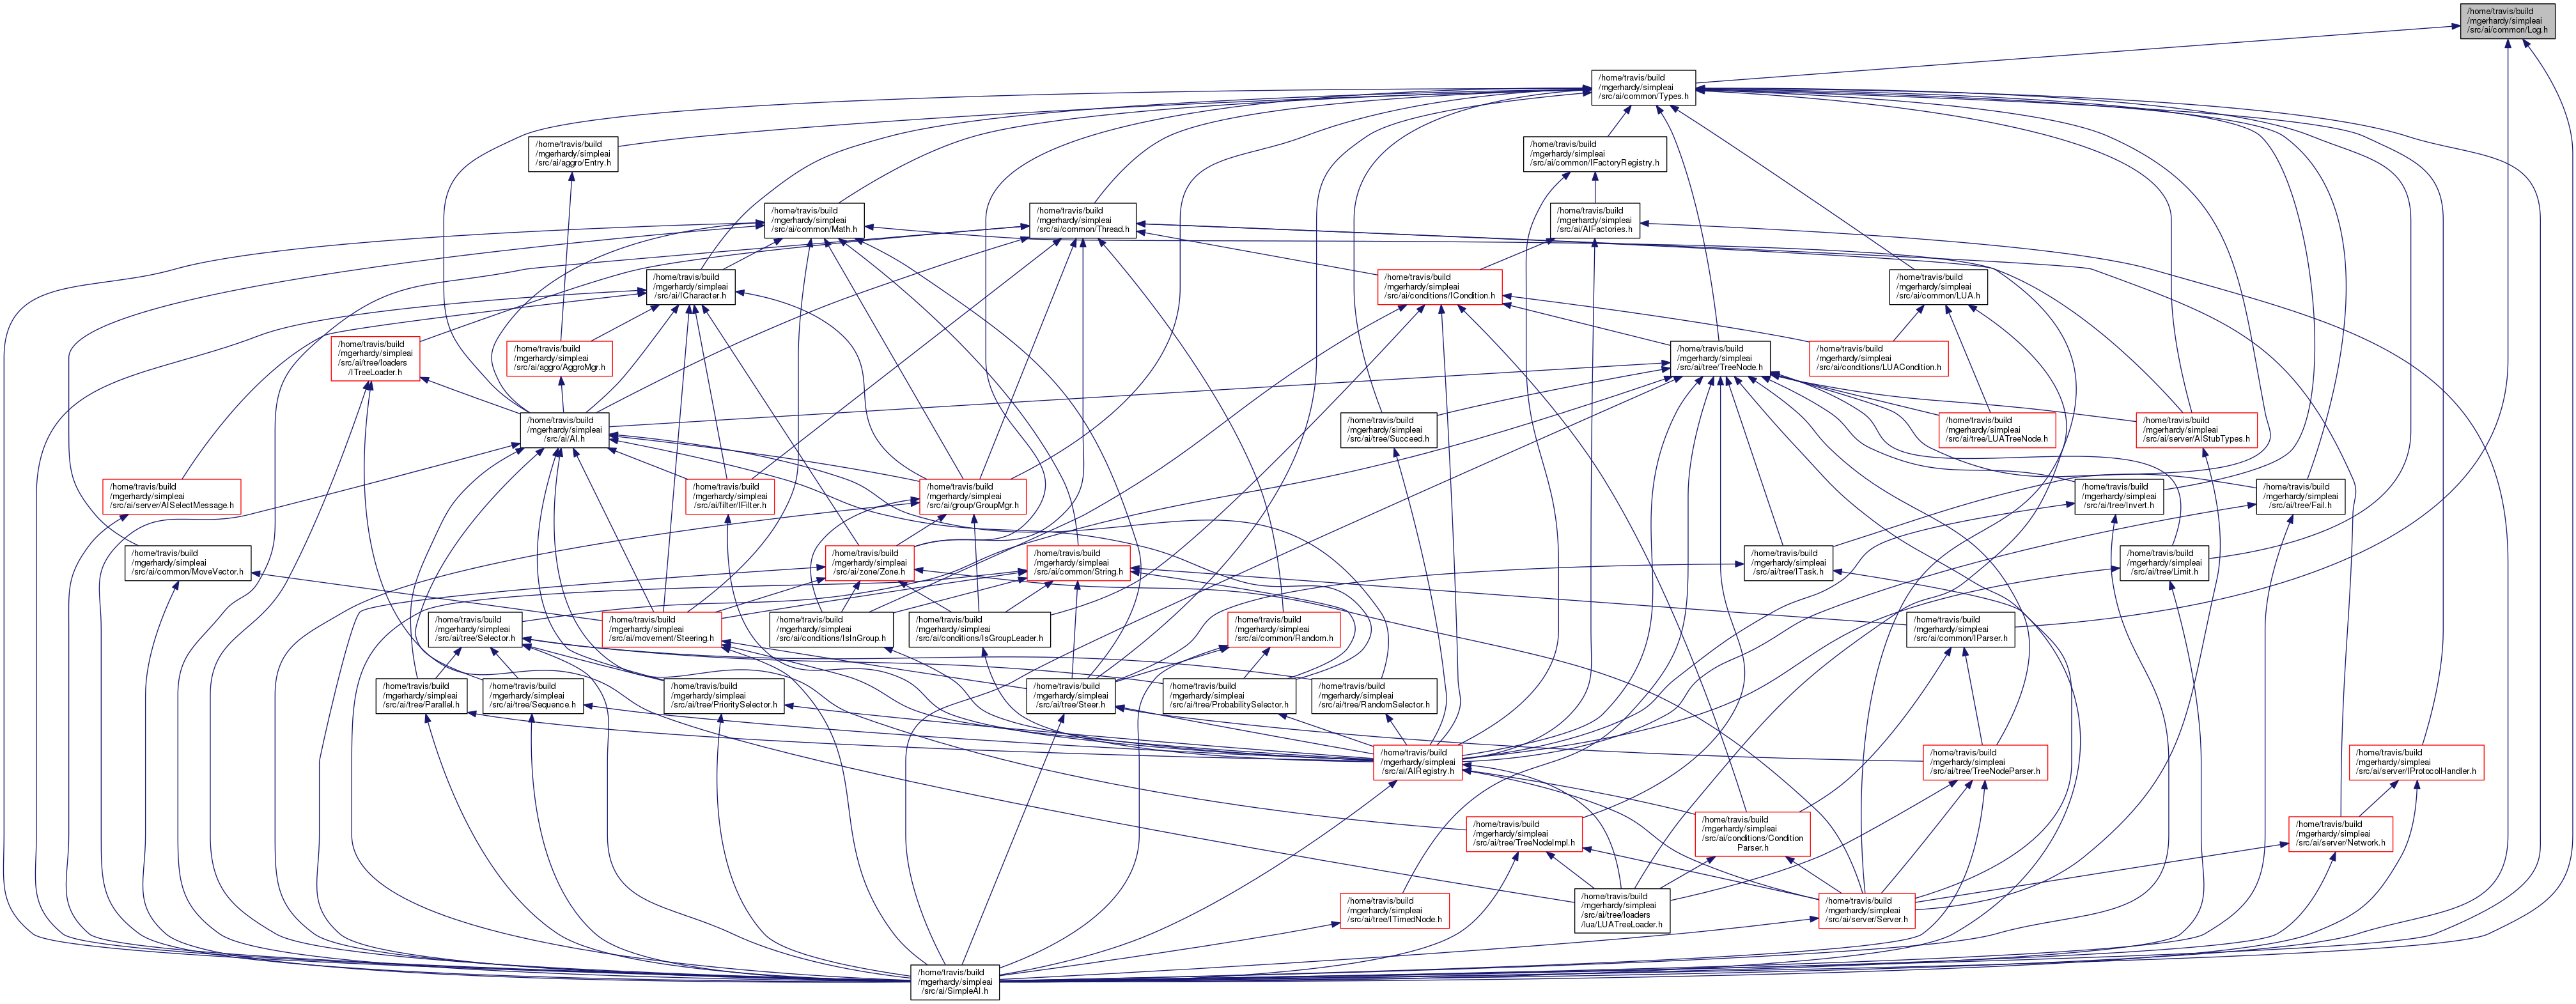 /home/travis/build
/mgerhardy/simpleai
/src/ai/common/Log.h
/home/travis/build
/mgerhardy/simpleai
/src/ai/common/Types.h
/home/travis/build
/mgerhardy/simpleai
/src/ai/aggro/Entry.h
/home/travis/build
/mgerhardy/simpleai
/src/ai/common/IFactoryRegistry.h
/home/travis/build
/mgerhardy/simpleai
/src/ai/common/Math.h
/home/travis/build
/mgerhardy/simpleai
/src/ai/common/Thread.h
/home/travis/build
/mgerhardy/simpleai
/src/ai/AIFactories.h
/home/travis/build
/mgerhardy/simpleai
/src/ai/ICharacter.h
/home/travis/build
/mgerhardy/simpleai
/src/ai/conditions/ICondition.h
/home/travis/build
/mgerhardy/simpleai
/src/ai/common/LUA.h
/home/travis/build
/mgerhardy/simpleai
/src/ai/tree/loaders
/ITreeLoader.h
/home/travis/build
/mgerhardy/simpleai
/src/ai/aggro/AggroMgr.h
/home/travis/build
/mgerhardy/simpleai
/src/ai/tree/TreeNode.h
/home/travis/build
/mgerhardy/simpleai
/src/ai/conditions/LUACondition.h
/home/travis/build
/mgerhardy/simpleai
/src/ai/AI.h
/home/travis/build
/mgerhardy/simpleai
/src/ai/tree/Succeed.h
/home/travis/build
/mgerhardy/simpleai
/src/ai/tree/LUATreeNode.h
/home/travis/build
/mgerhardy/simpleai
/src/ai/server/AIStubTypes.h
/home/travis/build
/mgerhardy/simpleai
/src/ai/server/AISelectMessage.h
/home/travis/build
/mgerhardy/simpleai
/src/ai/filter/IFilter.h
/home/travis/build
/mgerhardy/simpleai
/src/ai/group/GroupMgr.h
/home/travis/build
/mgerhardy/simpleai
/src/ai/tree/Invert.h
/home/travis/build
/mgerhardy/simpleai
/src/ai/tree/Fail.h
/home/travis/build
/mgerhardy/simpleai
/src/ai/common/MoveVector.h
/home/travis/build
/mgerhardy/simpleai
/src/ai/zone/Zone.h
/home/travis/build
/mgerhardy/simpleai
/src/ai/common/String.h
/home/travis/build
/mgerhardy/simpleai
/src/ai/tree/ITask.h
/home/travis/build
/mgerhardy/simpleai
/src/ai/tree/Limit.h
/home/travis/build
/mgerhardy/simpleai
/src/ai/tree/Selector.h
/home/travis/build
/mgerhardy/simpleai
/src/ai/movement/Steering.h
/home/travis/build
/mgerhardy/simpleai
/src/ai/conditions/IsInGroup.h
/home/travis/build
/mgerhardy/simpleai
/src/ai/conditions/IsGroupLeader.h
/home/travis/build
/mgerhardy/simpleai
/src/ai/common/Random.h
/home/travis/build
/mgerhardy/simpleai
/src/ai/common/IParser.h
/home/travis/build
/mgerhardy/simpleai
/src/ai/tree/Parallel.h
/home/travis/build
/mgerhardy/simpleai
/src/ai/tree/Sequence.h
/home/travis/build
/mgerhardy/simpleai
/src/ai/tree/PrioritySelector.h
/home/travis/build
/mgerhardy/simpleai
/src/ai/tree/Steer.h
/home/travis/build
/mgerhardy/simpleai
/src/ai/tree/ProbabilitySelector.h
/home/travis/build
/mgerhardy/simpleai
/src/ai/tree/RandomSelector.h
/home/travis/build
/mgerhardy/simpleai
/src/ai/AIRegistry.h
/home/travis/build
/mgerhardy/simpleai
/src/ai/tree/TreeNodeParser.h
/home/travis/build
/mgerhardy/simpleai
/src/ai/server/IProtocolHandler.h
/home/travis/build
/mgerhardy/simpleai
/src/ai/tree/TreeNodeImpl.h
/home/travis/build
/mgerhardy/simpleai
/src/ai/conditions/Condition
Parser.h
/home/travis/build
/mgerhardy/simpleai
/src/ai/server/Network.h
/home/travis/build
/mgerhardy/simpleai
/src/ai/tree/ITimedNode.h
/home/travis/build
/mgerhardy/simpleai
/src/ai/tree/loaders
/lua/LUATreeLoader.h
/home/travis/build
/mgerhardy/simpleai
/src/ai/server/Server.h
/home/travis/build
/mgerhardy/simpleai
/src/ai/SimpleAI.h